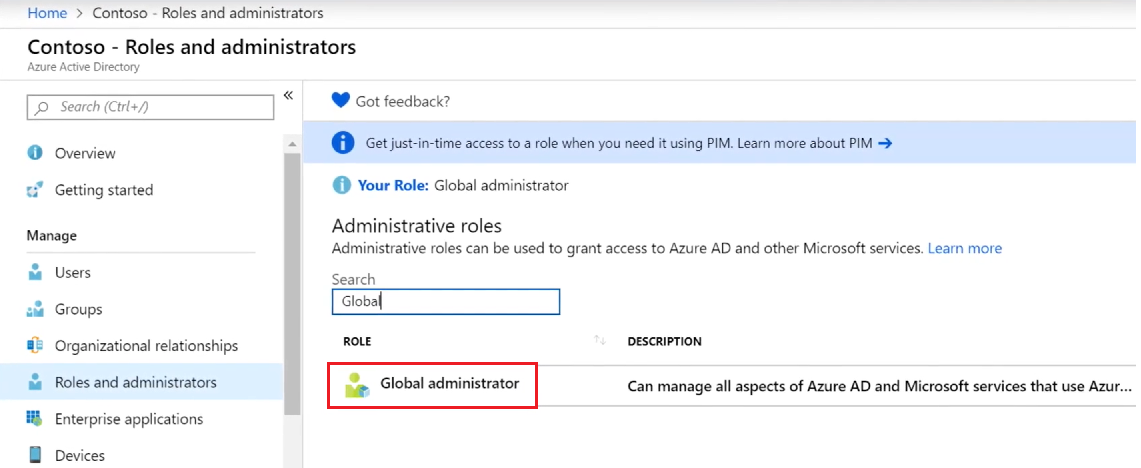 Home > Contoso - Roles and administrators
Contoso - Roles and administrators
Azure Active Directory
Search (Ctrl+/)
«
Overview
Getting started
Manage
Users
Groups
Organizational relationships
Roles and administrators
Enterprise applications
Devices
Got feedback?
Get just-in-time access to a role when you need it using PIM. Learn more about PIM →
Your Role: Global administrator
Administrative roles
Administrative roles can be used to grant access to Azure AD and other Microsoft services. Learn more
Search
Global
ROLE ↑↓ DESCRIPTION
Global administrator Can manage all aspects of Azure AD and Microsoft services that use Azur...